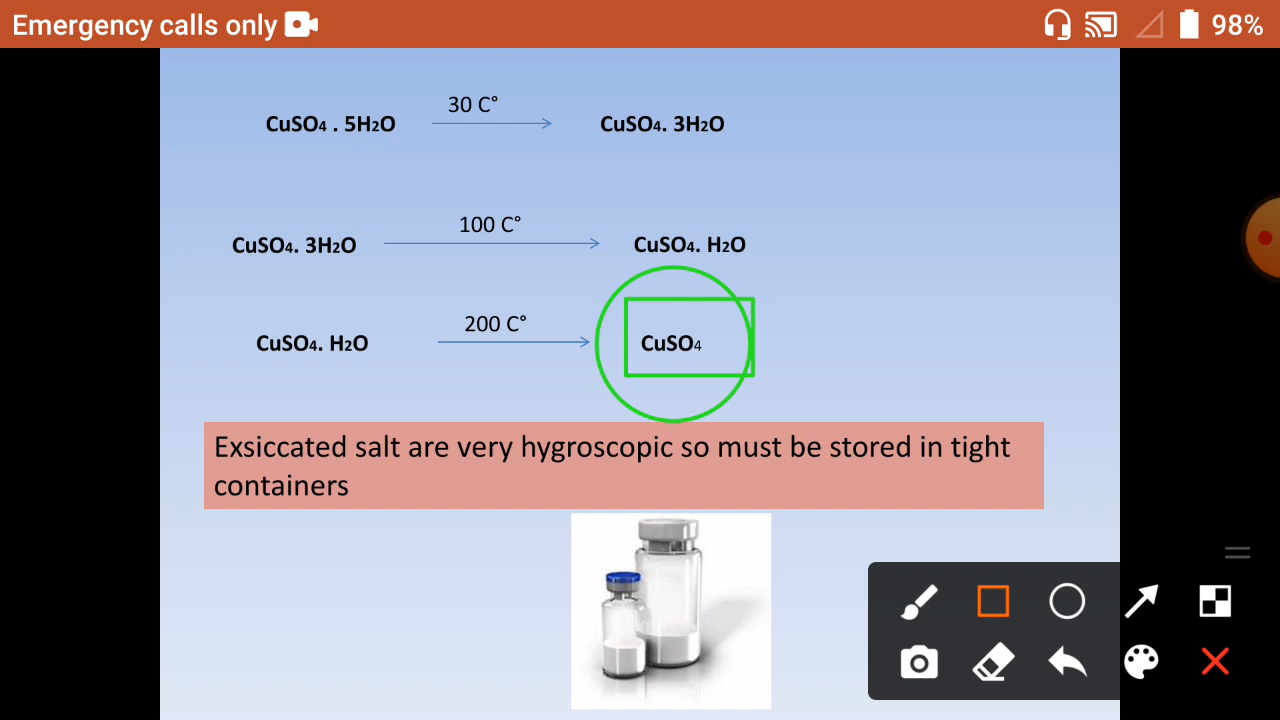 Emergency calls only 98%
30 C°
CuSO4 . 5H2O CuSO4. 3H2O
100 C°
CuSO4. 3H2O CuSO4. H2O
200 C°
CuSO4. H2O CuSO4
Exsiccated salt are very hygroscopic so must be stored in tight
containers